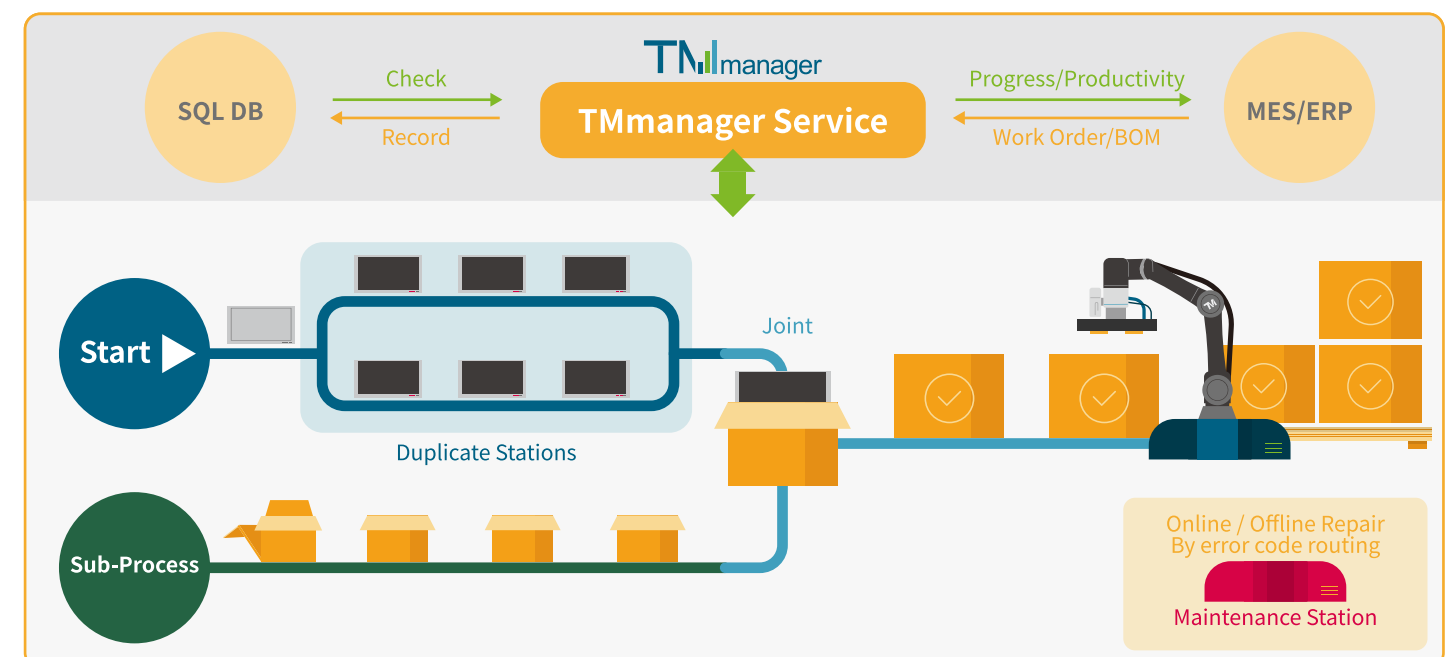 TMmanager
SQL DB
Check
Record
TMmanager Service
Progress/Productivity
Work Order/BOM
MES/ERP
Start
Duplicate Stations
Joint
TM
Sub-Process
Online / Offline Repair
By error code routing
Maintenance Station